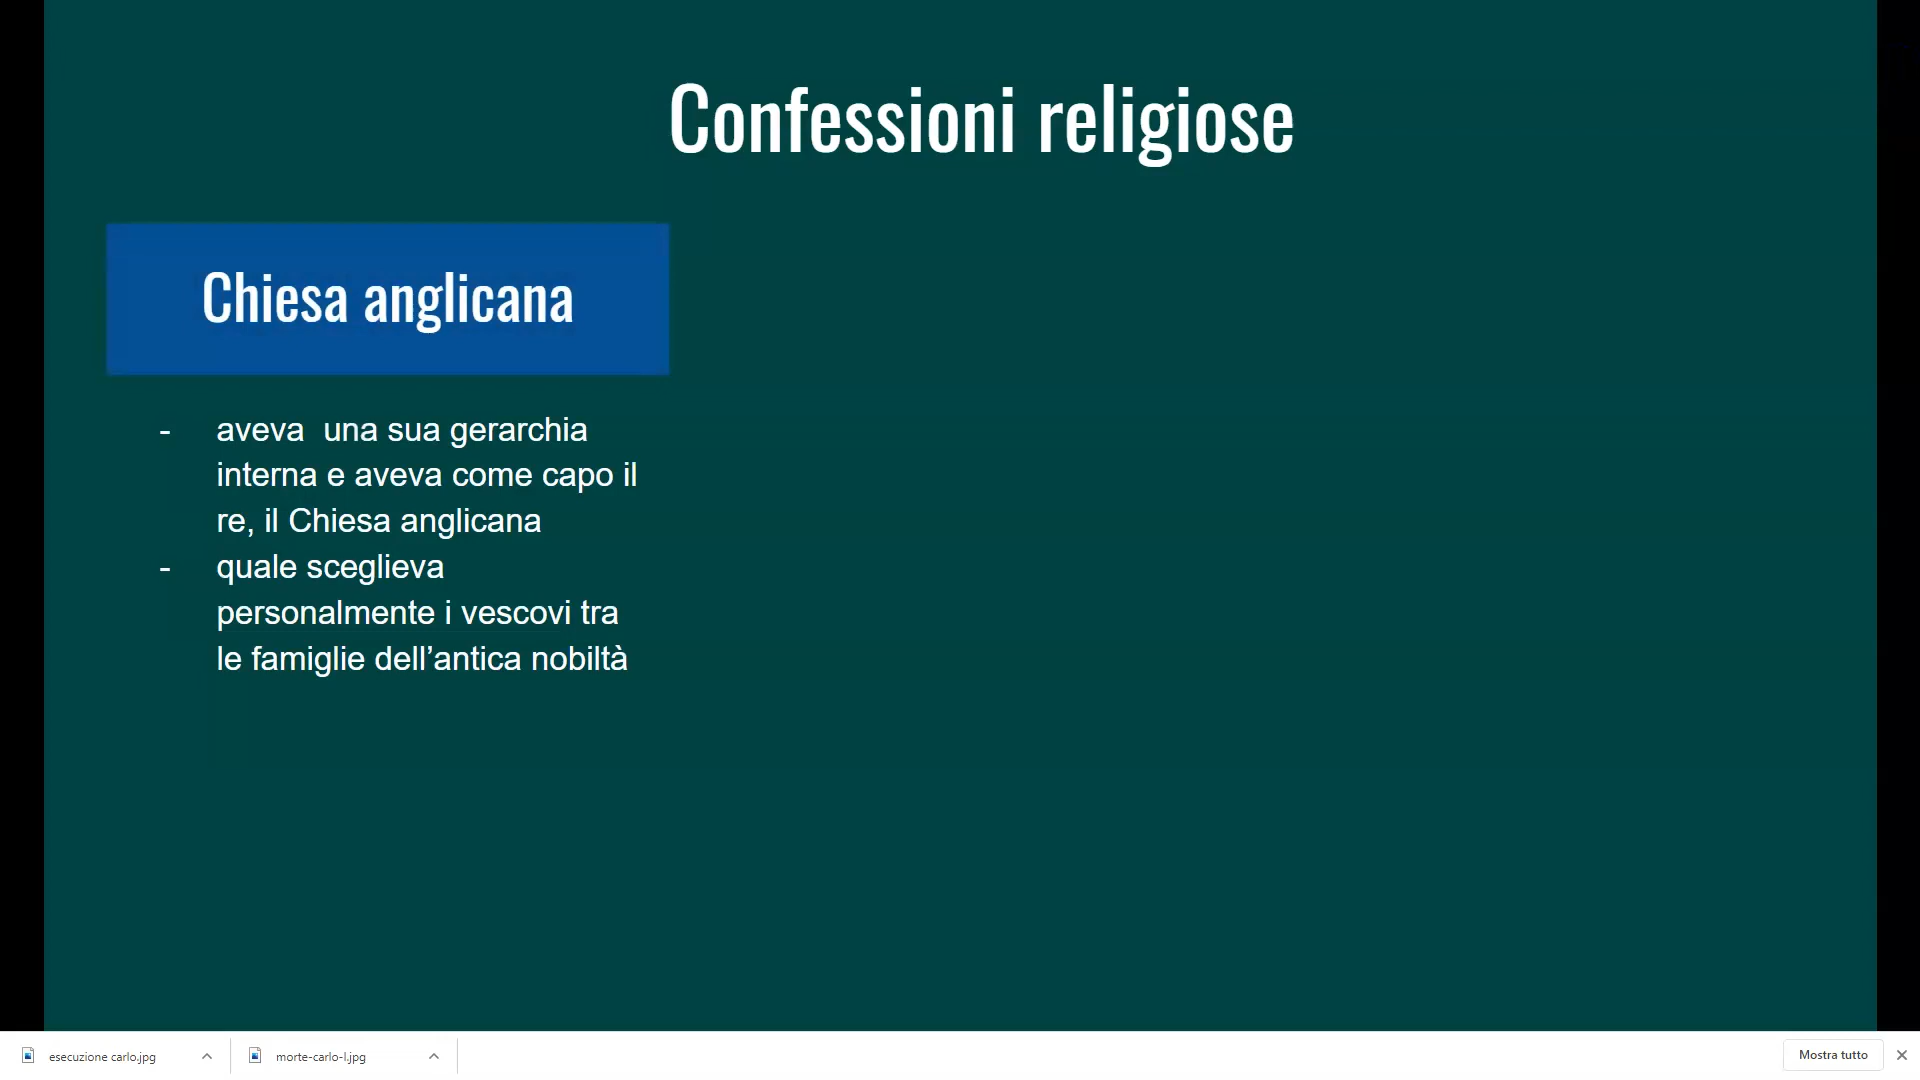 Confessioni religiose
Chiesa anglicana
- aveva  una sua gerarchia
interna e aveva come capo il
re, il Chiesa anglicana
- quale sceglieva
personalmente i vescovi tra
le famiglie dell’antica nobiltà
esecuzione carlo.jpg
morte-carlo-I.jpg
Mostra tutto